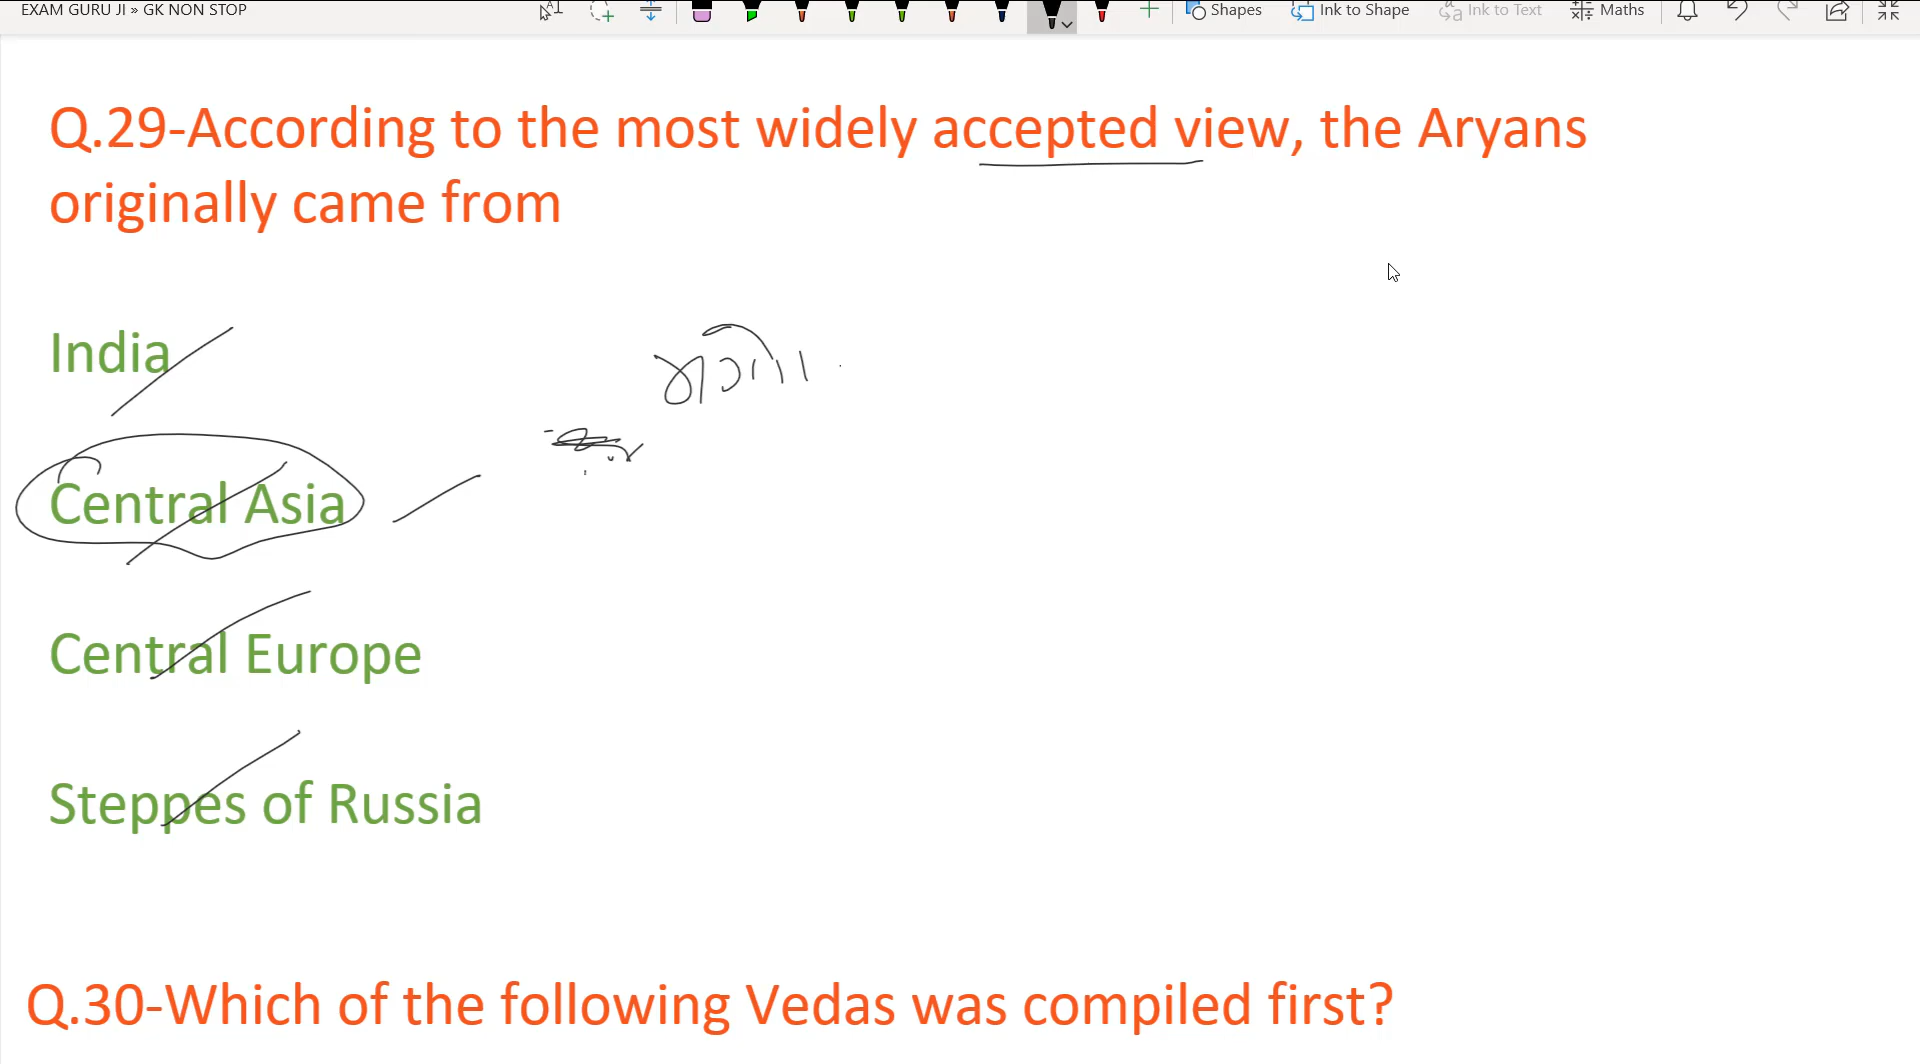 EXAM GURU JI » GK NON STOP
Shapes
Ink to Shape
Ink to Text
Maths
Q.29-According to the most widely accepted view, the Aryans
originally came from
India
Central Asia
Central Europe
Steppes of Russia
Q.30-Which of the following Vedas was compiled first?